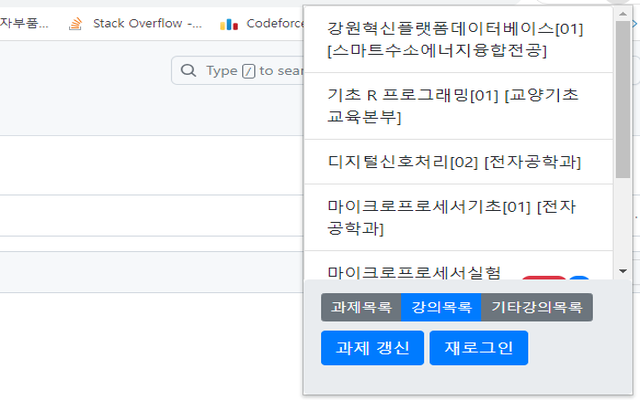 자부품...
Stack Overflow -...
Codeforce
Type / to sear
강원혁신플랫폼데이터베이스[01]
[스마트수소에너지융합전공]
기초 R 프로그래밍[01] [교양기초
교육본부]
디지털신호처리[02] [전자공학과]
마이크로프로세서기초[01] [전자
공학과]
마이크로프로세서실험
과제목록 강의목록 기타강의목록
과제 갱신 재로그인